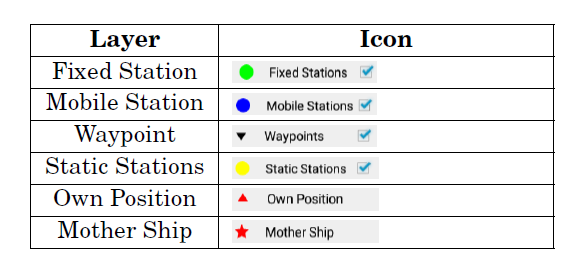 Layer Icon
Fixed Station Fixed Stations
Mobile Station Mobile Stations
Waypoint Waypoints
Static Stations Static Stations
Own Position Own Position
Mother Ship Mother Ship